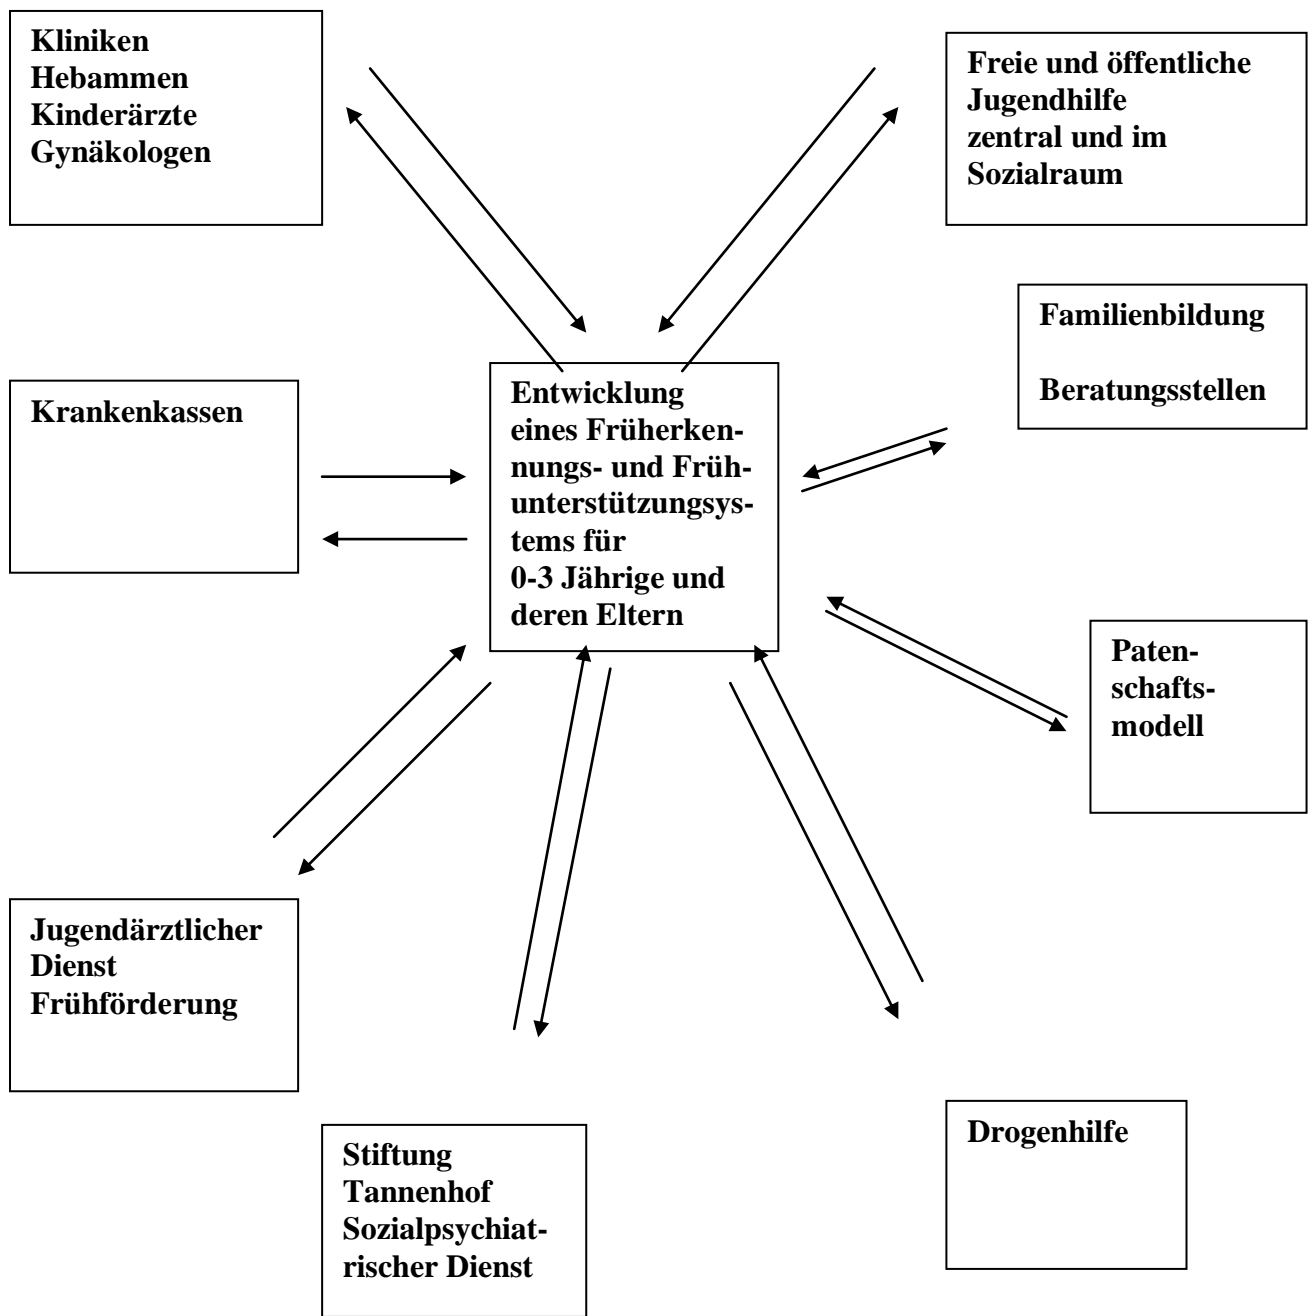 Kliniken
Hebammen
Kinderärzte
Gynäkologen
Freie und öffentliche
Jugendhilfe
zentral und im
Sozialraum
Familienbildung
Beratungsstellen
Krankenkassen
Entwicklung
eines Früherken-
nungs- und Früh-
unterstützungsys-
tems für
0-3 Jährige und
deren Eltern
Paten-
schafts-
modell
Jugendärztlicher
Dienst
Frühförderung
Stiftung
Tannenhof
Sozialpsychiat-
rischer Dienst
Drogenhilfe